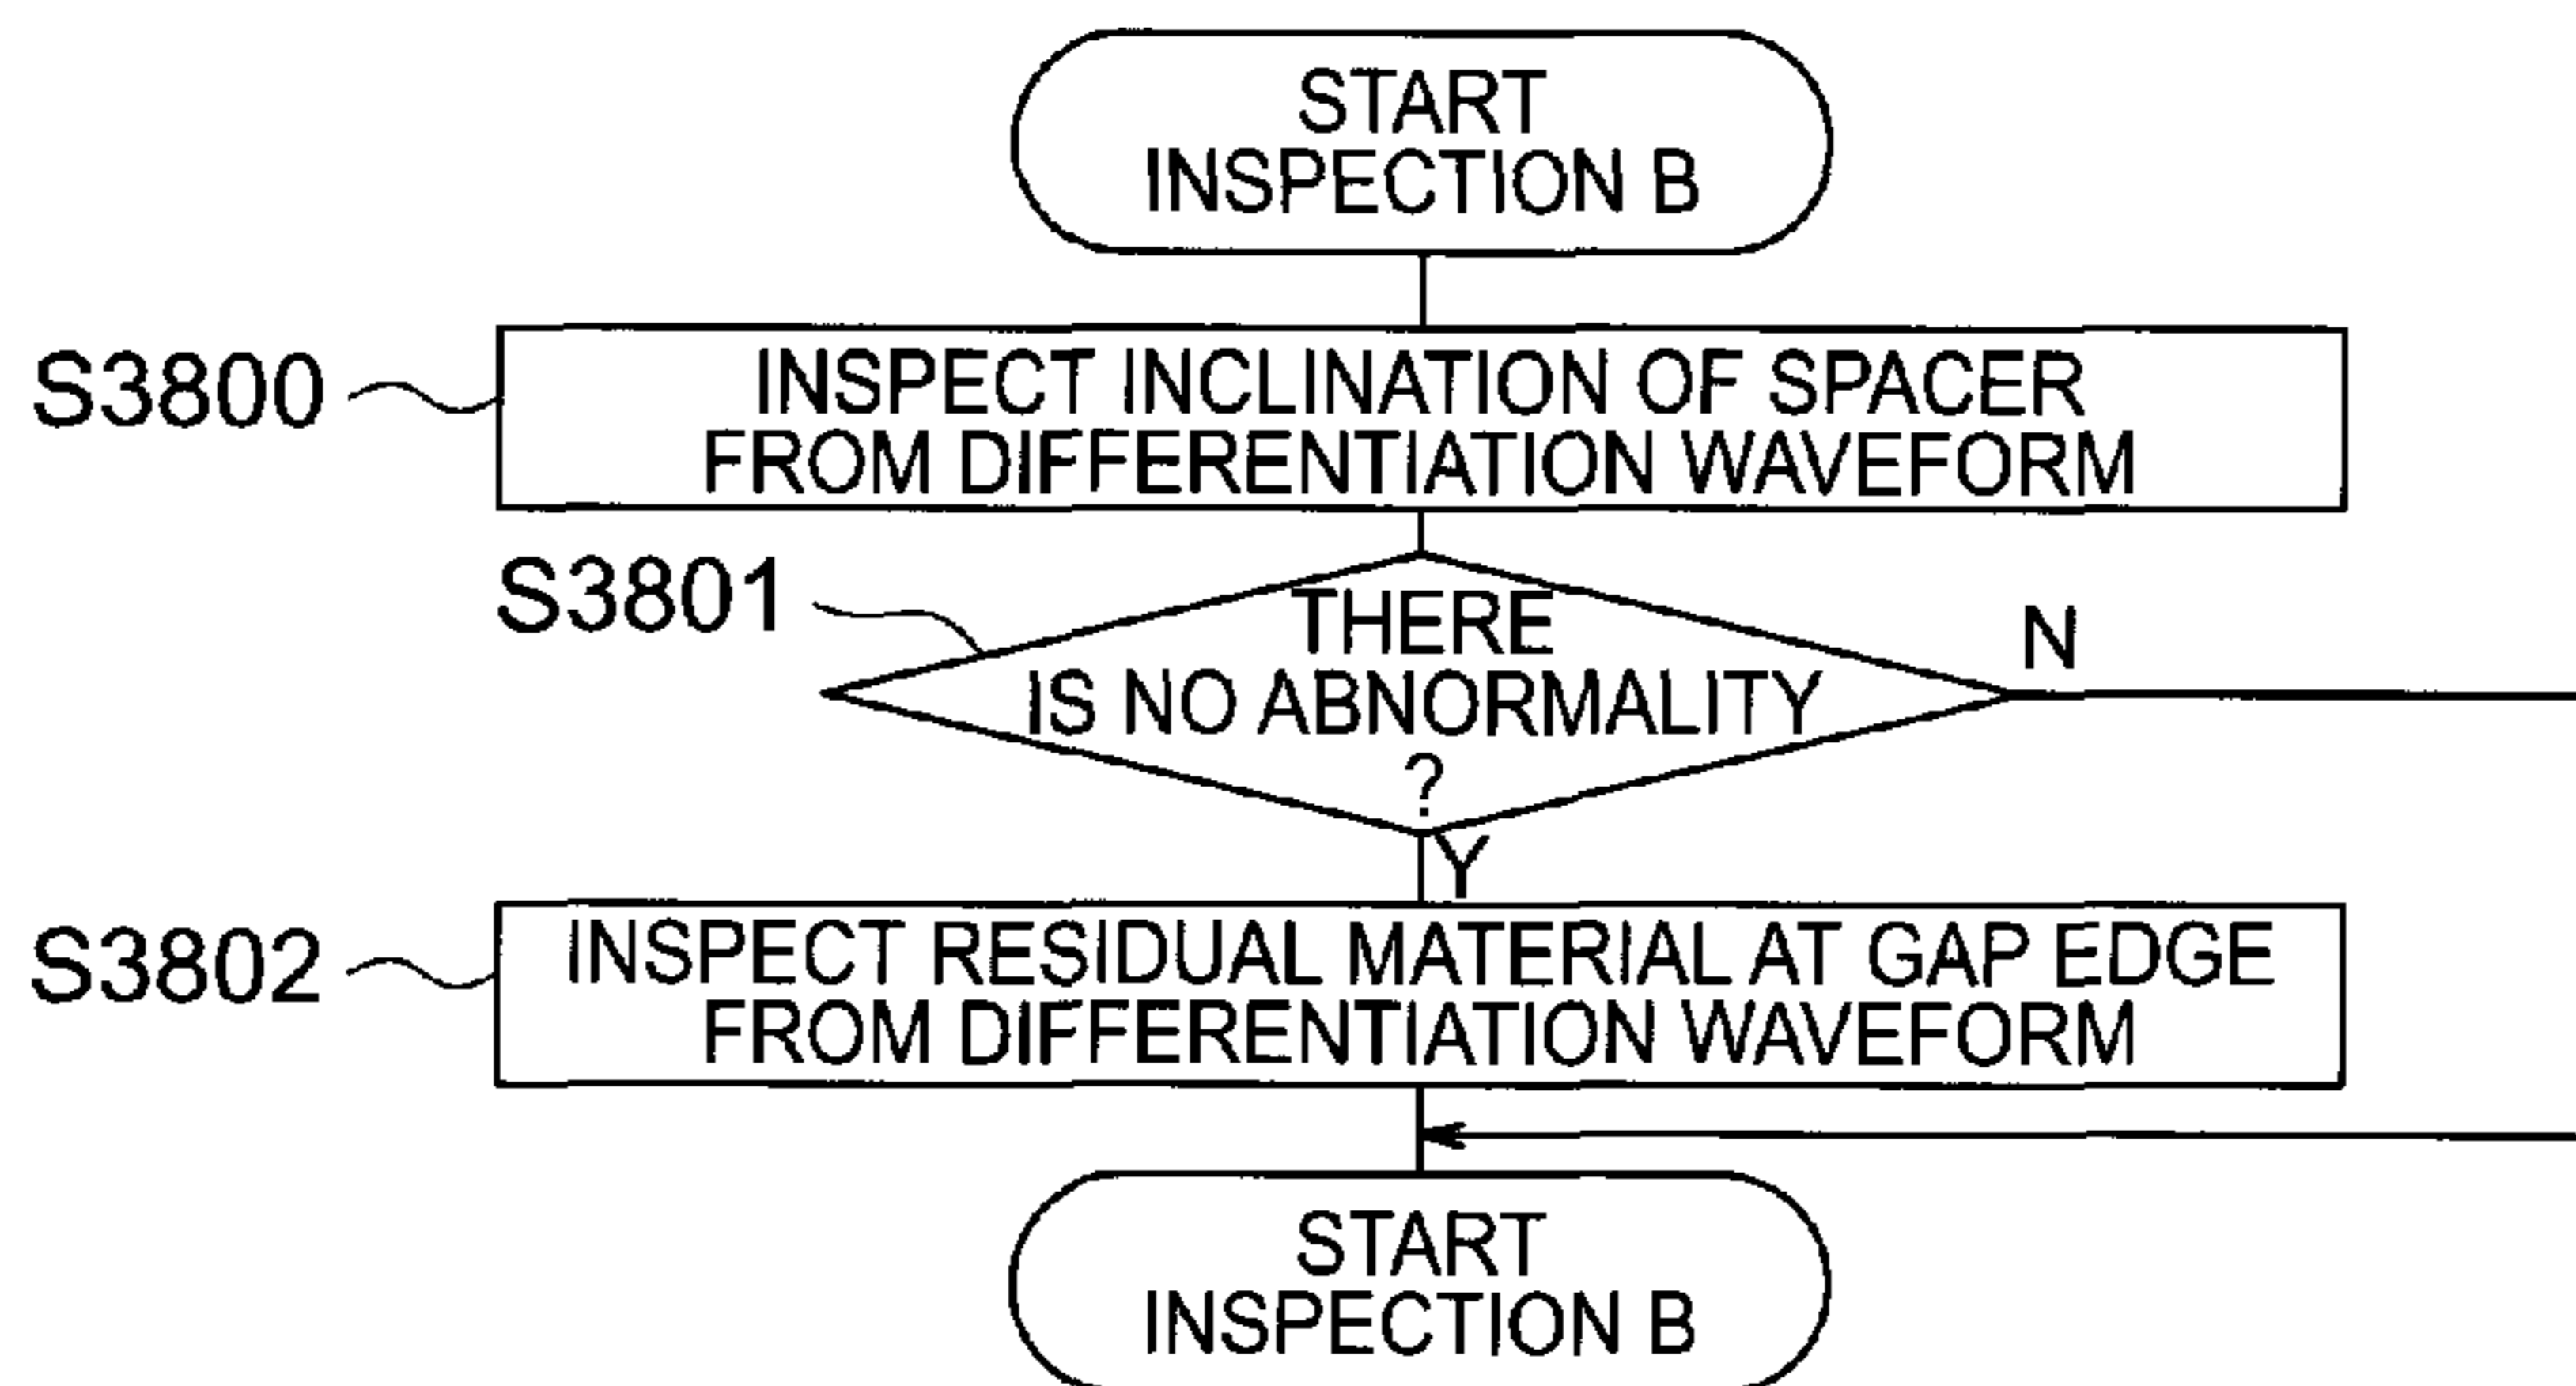 START
INSPECTION B
S3800
INSPECT INCLINATION OF SPACER
FROM DIFFERENTIATION WAVEFORM
S3801
THERE
IS NO ABNORMALITY
?
N
Y
S3802
INSPECT RESIDUAL MATERIAL AT GAP EDGE
FROM DIFFERENTIATION WAVEFORM
START
INSPECTION B